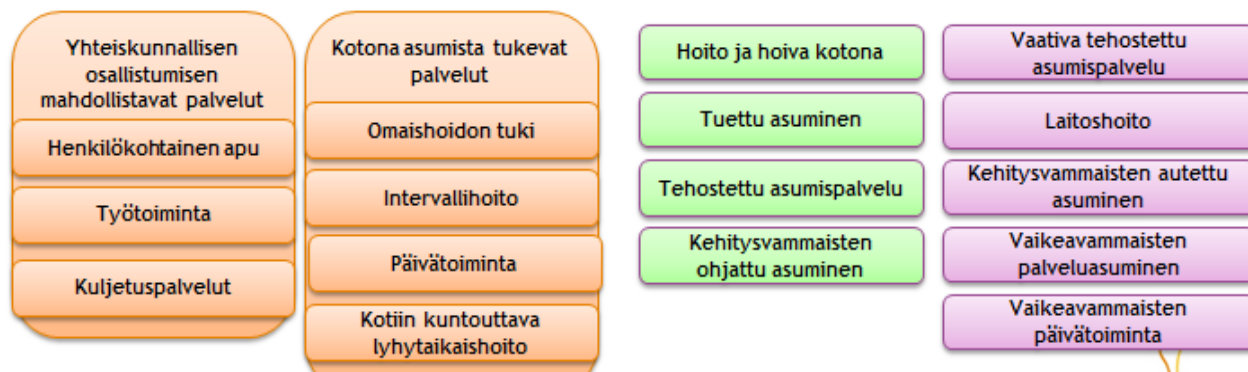 Yhteiskunnallisen
osallistumisen
mahdollistavat palvelut
Henkilökohtainen apu
Työtoiminta
Kuljetuspalvelut
Kotona asumista tukevat
palvelut
Omaishoidon tuki
Intervallihoito
Päivätoiminta
Kotiin kuntouttava
lyhytaikaishoito
Hoito ja hoiva kotona
Tuettu asuminen
Tehostettu asumispalvelu
Kehitysvammaisten
ohjattu asuminen
Vaativa tehostettu
asumispalvelu
Laitoshoito
Kehitysvammaisten autettu
asuminen
Vaikeavammaisten
palveluasuminen
Vaikeavammaisten
päivätoiminta